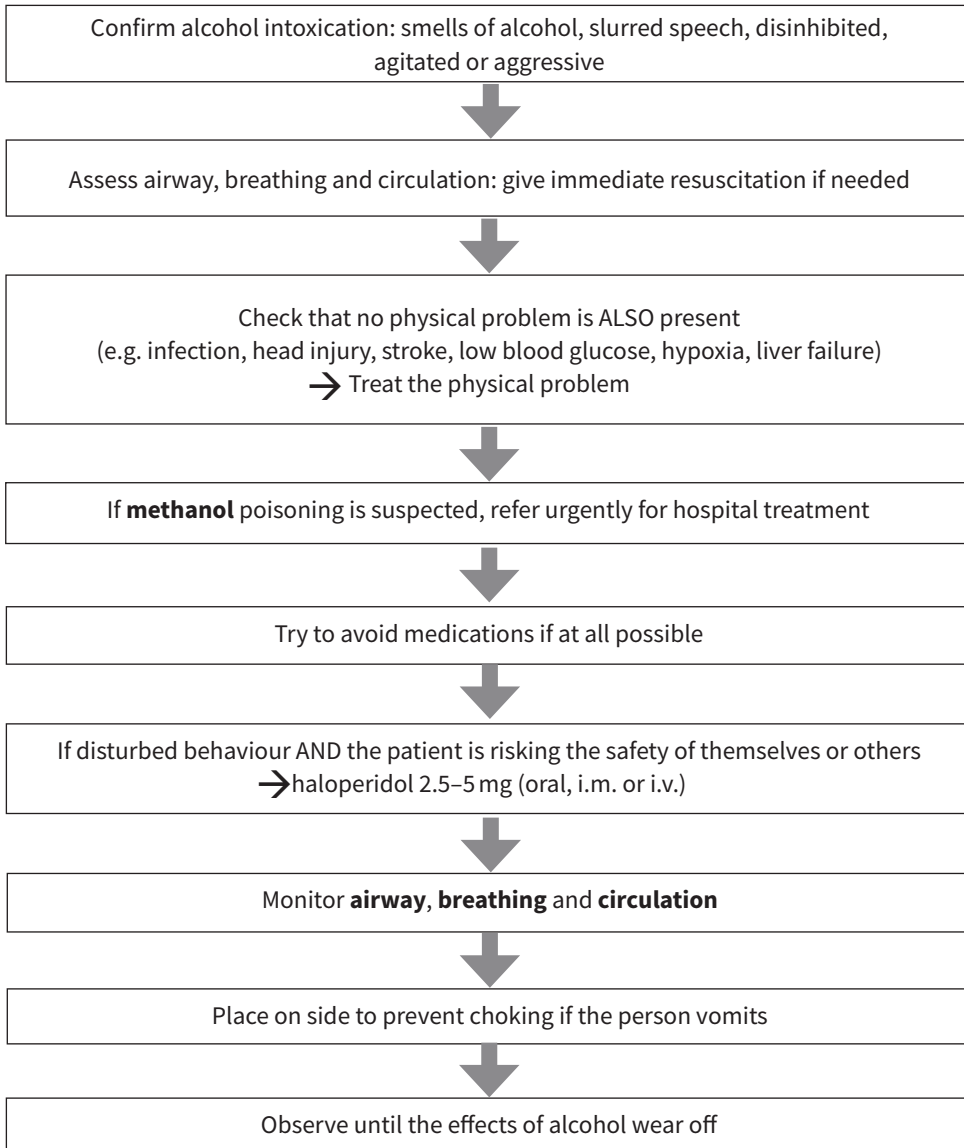 Confirm alcohol intoxication: smells of alcohol, slurred speech, disinhibited,
agitated or aggressive
Assess airway, breathing and circulation: give immediate resuscitation if needed
Check that no physical problem is ALSO present
(e.g. infection, head injury, stroke, low blood glucose, hypoxia, liver failure)
→ Treat the physical problem
If methanol poisoning is suspected, refer urgently for hospital treatment
Try to avoid medications if at all possible
If disturbed behaviour AND the patient is risking the safety of themselves or others
→ haloperidol 2.5–5 mg (oral, i.m. or i.v.)
Monitor airway, breathing and circulation
Place on side to prevent choking if the person vomits
Observe until the effects of alcohol wear off